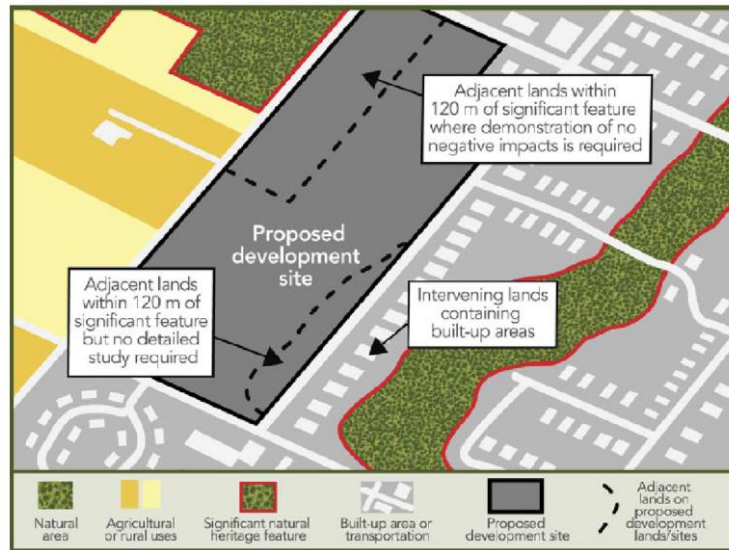 Adjacent lands within
120 m of significant feature
where demonstration of no
negative impacts is required
Proposed
development
site
Adjacent lands
within 120 m of
significant feature
but no detailed
study required
Intervening lands
containing
built-up areas
Natural
area
Agricultural
or rural uses
Significant natural
heritage feature
Built-up area or
transportation
Proposed
development site
Adjacent
lands on
proposed
development
lands/sites